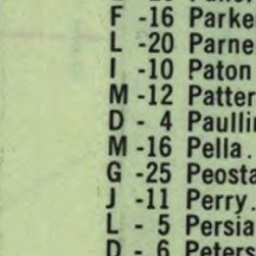 F -16 Parke
L -20 Parne
I -10 Paton
M -12 Patter
D - 4 Paulli
M -16 Pella.
G -25 Peosta
J -11 Perry.
L - 5 Persia
D - 6 Peters